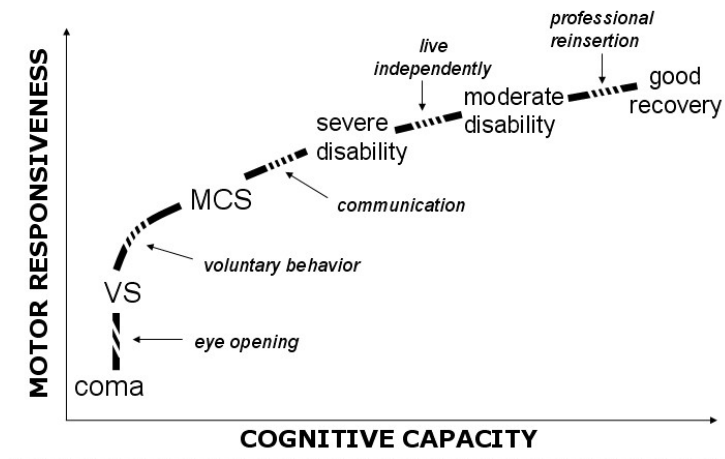 professional
reinsertion
live
independently
good
recovery
moderate
disability
severe
disability
communication
MCS
voluntary behavior
VS
eye opening
coma
MOTOR RESPONSIVENESS
COGNITIVE CAPACITY